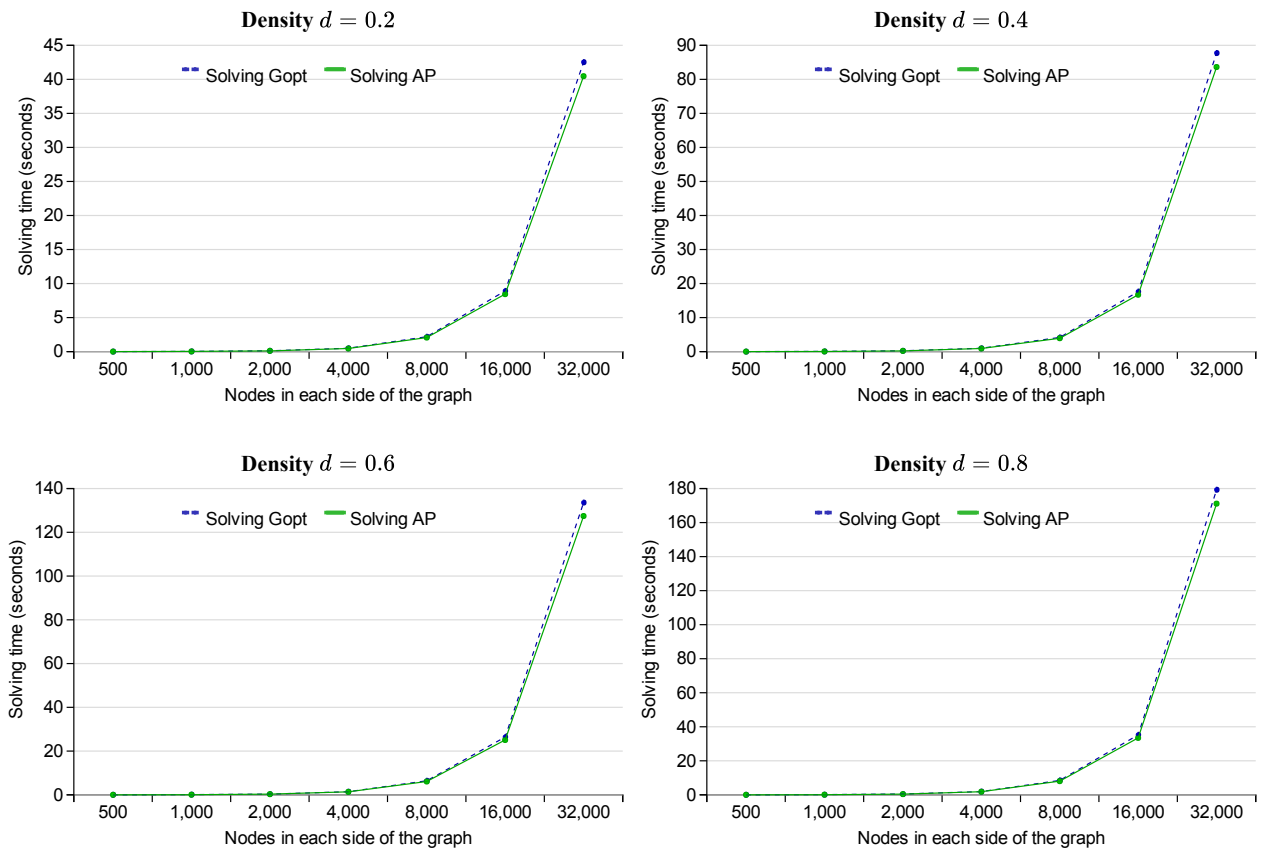 Density d = 0.2
45
40
35
30
25
20
15
10
5
0
Solving time (seconds)
Solving Gopt
Solving AP
500 1,000 2,000 4,000 8,000 16,000 32,000
Nodes in each side of the graph
Density d = 0.4
90
80
70
60
50
40
30
20
10
0
Solving time (seconds)
Solving Gopt
Solving AP
500 1,000 2,000 4,000 8,000 16,000 32,000
Nodes in each side of the graph
Density d = 0.6
140
120
100
80
60
40
20
0
Solving time (seconds)
Solving Gopt
Solving AP
500 1,000 2,000 4,000 8,000 16,000 32,000
Nodes in each side of the graph
Density d = 0.8
180
160
140
120
100
80
60
40
20
0
Solving time (seconds)
Solving Gopt
Solving AP
500 1,000 2,000 4,000 8,000 16,000 32,000
Nodes in each side of the graph